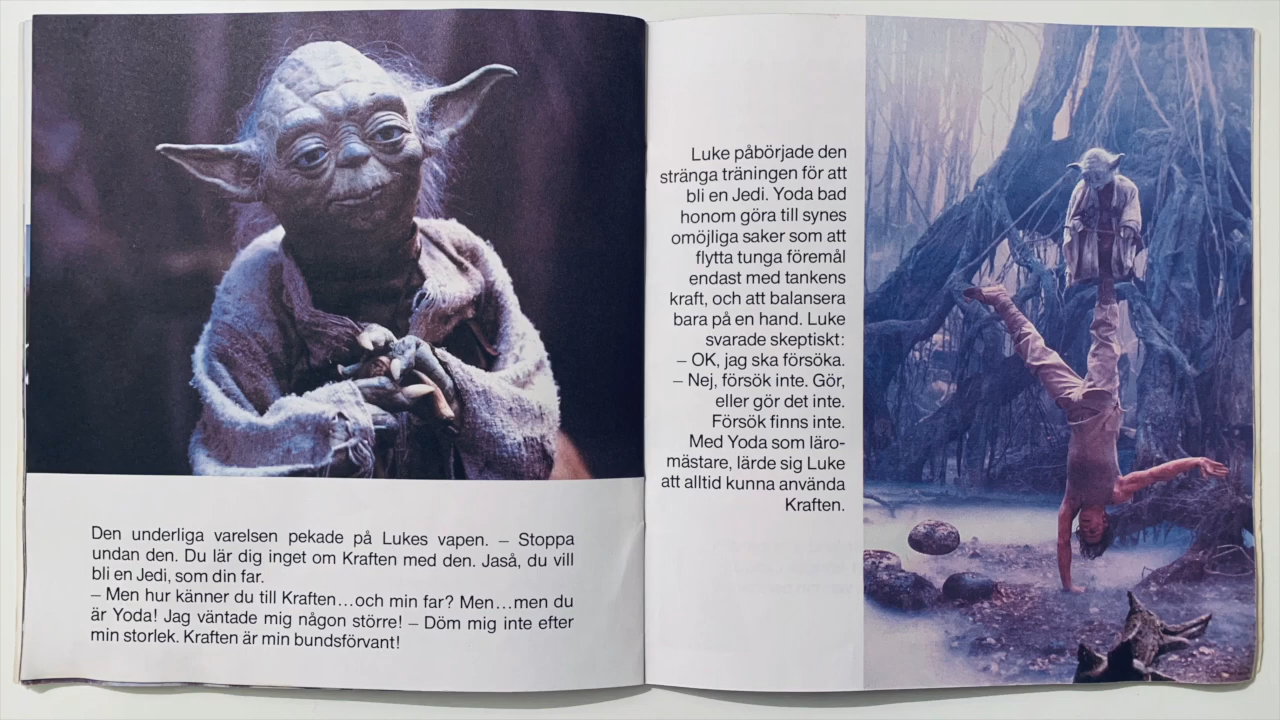 Den underliga varelsen pekade på Lukes vapen. – Stoppa
undan den. Du lär dig inget om Kraften med den. Jaså, du vill
bli en Jedi, som din far.
– Men hur känner du till Kraften...och min far? Men...men du
är Yoda! Jag väntade mig någon större! – Döm mig inte efter
min storlek. Kraften är min bundsförvant!
Luke påbörjade den
stränga träningen för att
bli en Jedi. Yoda bad
honom göra till synes
omöjliga saker som att
flytta tunga föremål
endast med tankens
kraft, och att balansera
bara på en hand. Luke
svarade skeptiskt:
– OK, jag ska försöka.
– Nej, försök inte. Gör,
eller gör det inte.
Försök finns inte.
Med Yoda som läro-
mästare, lärde sig Luke
att alltid kunna använda
Kraften.